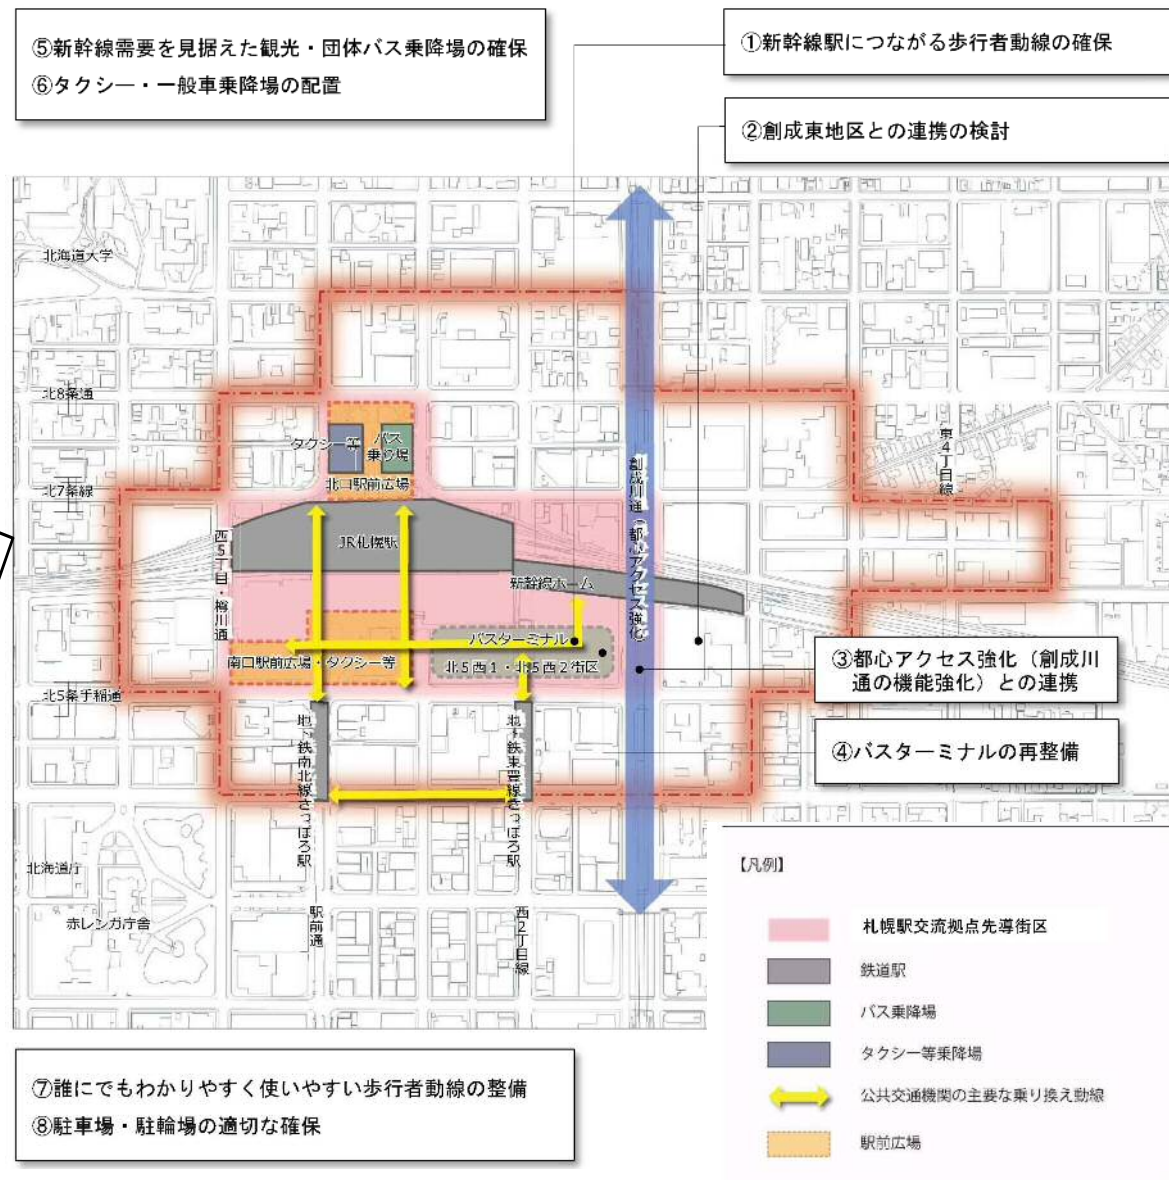 ⑤新幹線需要を見据えた観光・団体バス乗降場の確保
⑥タクシー・一般車乗降場の配置
①新幹線駅につながる歩行者動線の確保
②創成東地区との連携の検討
北海道大学
北8条通
タクシー等
バス
乗り場
北口駅前広場
北7条線
東4丁目線
創成川通（都心アクセス強化）
西5丁目・樽川通
JR札幌駅
新幹線ホーム
バスターミナル
北5西1・北5西2街区
南口駅前広場・タクシー等
北5条手稲通
③都心アクセス強化（創成川
通の機能強化）との連携
④バスターミナルの再整備
地下鉄南北線さっぽろ駅
地下鉄東豊線さっぽろ駅
北海道庁
赤レンガ庁舎
駅前通
西2丁目線
【凡例】
札幌駅交流拠点先導街区
鉄道駅
バス乗降場
タクシー等乗降場
公共交通機関の主要な乗り換え動線
駅前広場
⑦誰にでもわかりやすく使いやすい歩行者動線の整備
⑧駐車場・駐輪場の適切な確保